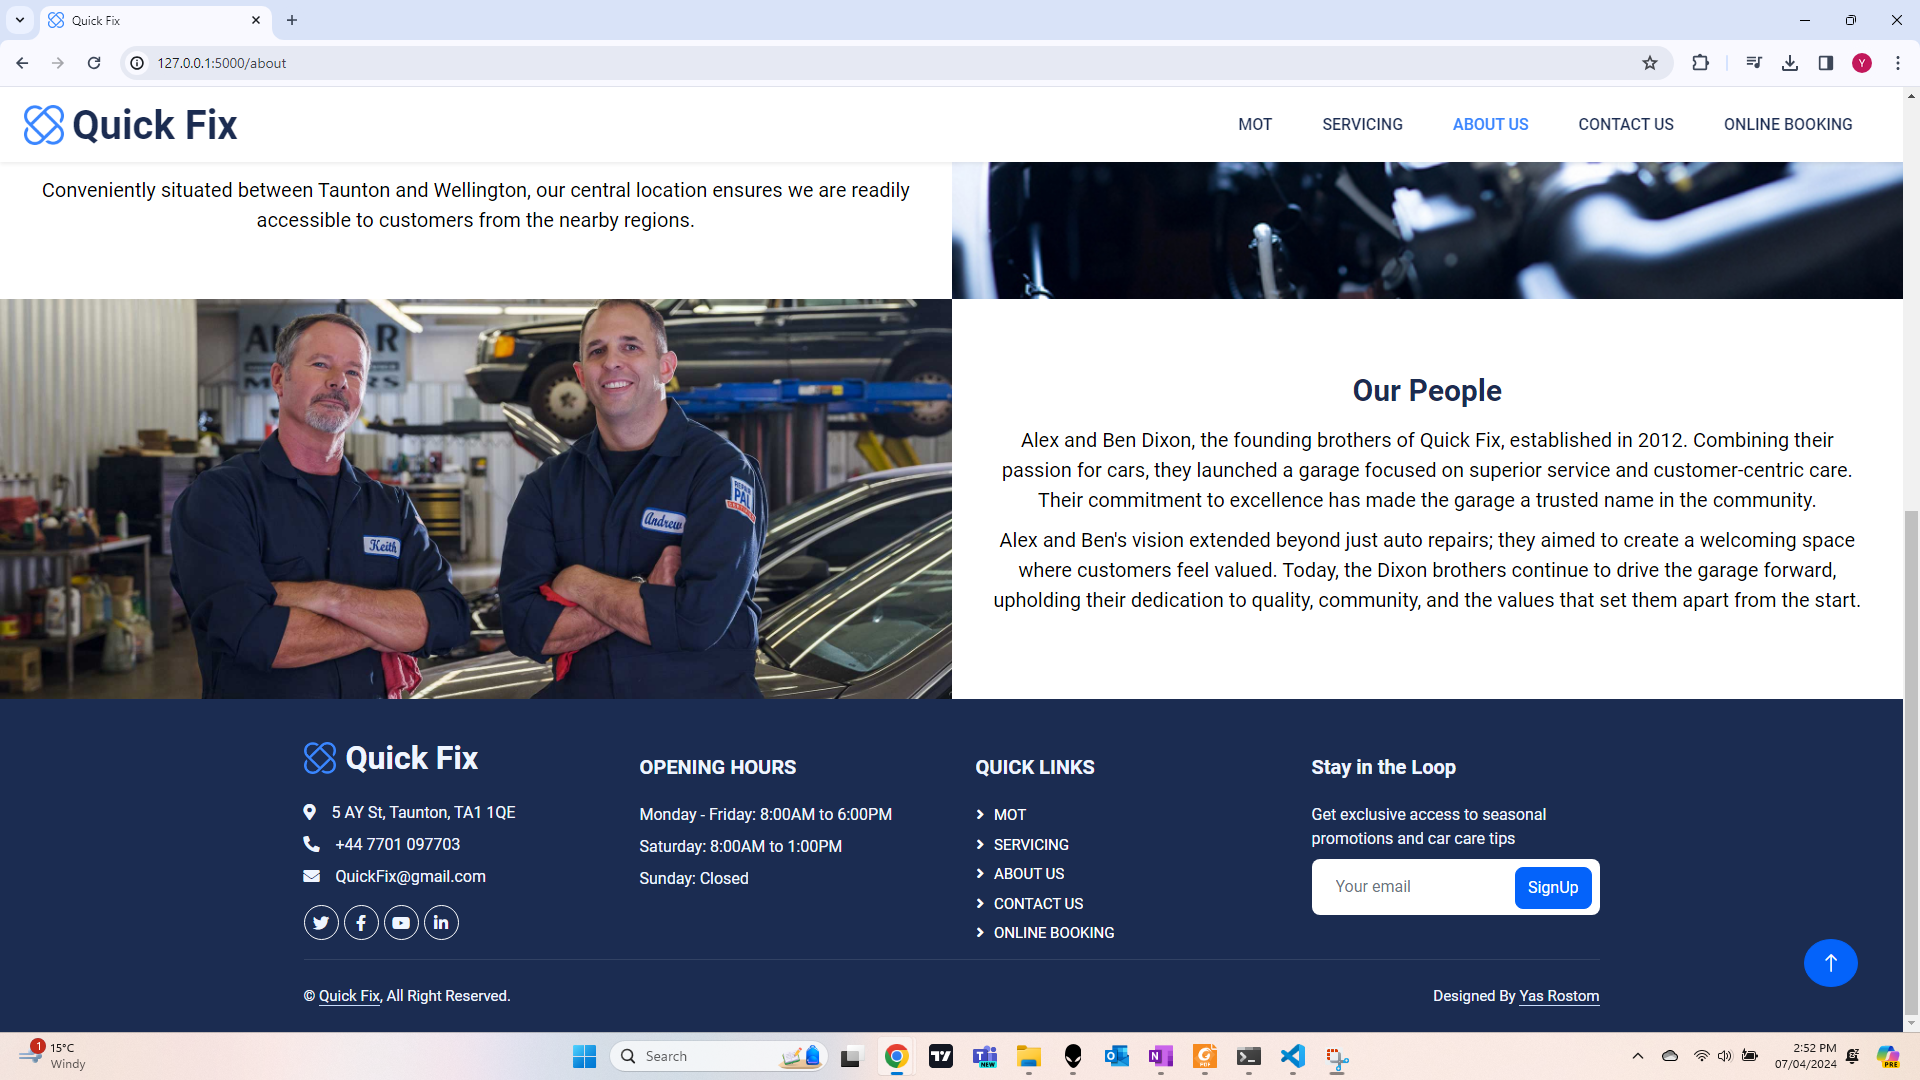 Quick Fix
127.0.0.1:5000/about
Y
Quick Fix
MOT
SERVICING
ABOUT US
CONTACT US
ONLINE BOOKING
Conveniently situated between Taunton and Wellington, our central location ensures we are readily
accessible to customers from the nearby regions.
Keith
Andrew
PAL
Our People
Alex and Ben Dixon, the founding brothers of Quick Fix, established in 2012. Combining their
passion for cars, they launched a garage focused on superior service and customer-centric care.
Their commitment to excellence has made the garage a trusted name in the community.
Alex and Ben's vision extended beyond just auto repairs; they aimed to create a welcoming space
where customers feel valued. Today, the Dixon brothers continue to drive the garage forward,
upholding their dedication to quality, community, and the values that set them apart from the start.
Quick Fix
5 AY St, Taunton, TA1 1QE
+44 7701 097703
QuickFix@gmail.com
OPENING HOURS
Monday - Friday: 8:00AM to 6:00PM
Saturday: 8:00AM to 1:00PM
Sunday: Closed
QUICK LINKS
MOT
SERVICING
ABOUT US
CONTACT US
ONLINE BOOKING
Stay in the Loop
Get exclusive access to seasonal
promotions and car care tips
Your email
SignUp
© Quick Fix, All Right Reserved.
Designed By Yas Rostom
1
15°C
Windy
Search
NEW
2:52 PM
07/04/2024
PRE